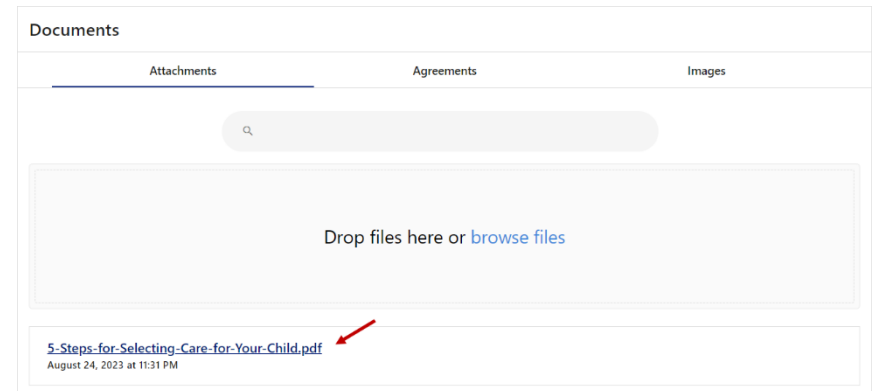 Documents
Attachments
Agreements
Images
Drop files here or browse files
5-Steps-for-Selecting-Care-for-Your-Child.pdf
August 24, 2023 at 11:31 PM